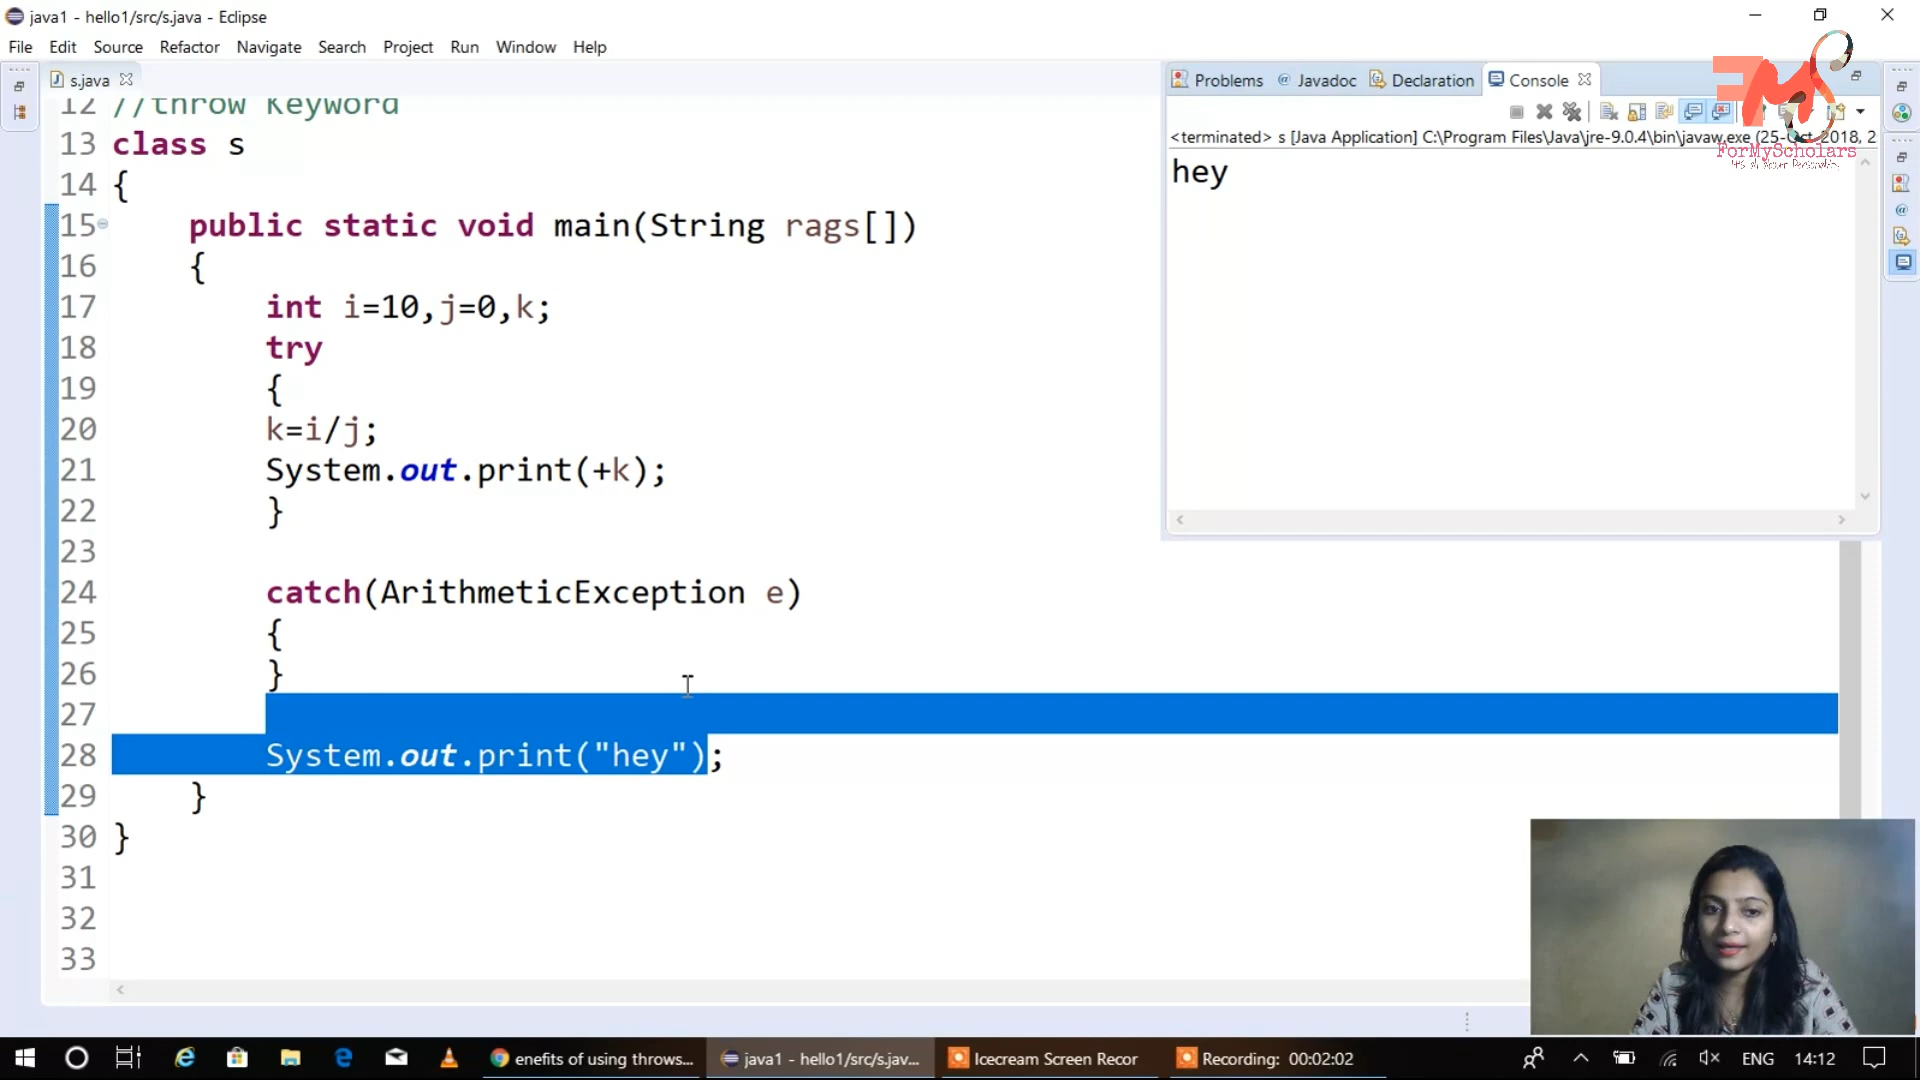 java1 - hello1/src/s.java - Eclipse
File Edit Source Refactor Navigate Search Project Run Window Help
s.java
Problems @ Javadoc Declaration Console
<terminated> s [Java Application] C:\Program Files\Java\jre-9.0.4\bin\javaw.exe (25-Oct-2018, 2
hey
FMS
ForMyScholars
12 //throw Keyword
13 class s
14 {
15 public static void main(String rags[])
16 {
17 int i=10,j=0,k;
18 try
19 {
20 k=i/j;
21 System.out.print(+k);
22 }
23
24 catch(ArithmeticException e)
25 {
26 }
27
28 System.out.print("hey");
29 }
30 }
31
32
33
enefits of using throws...
java1 - hello1/src/s.jav...
Icecream Screen Recor
Recording: 00:02:02
ENG
14:12